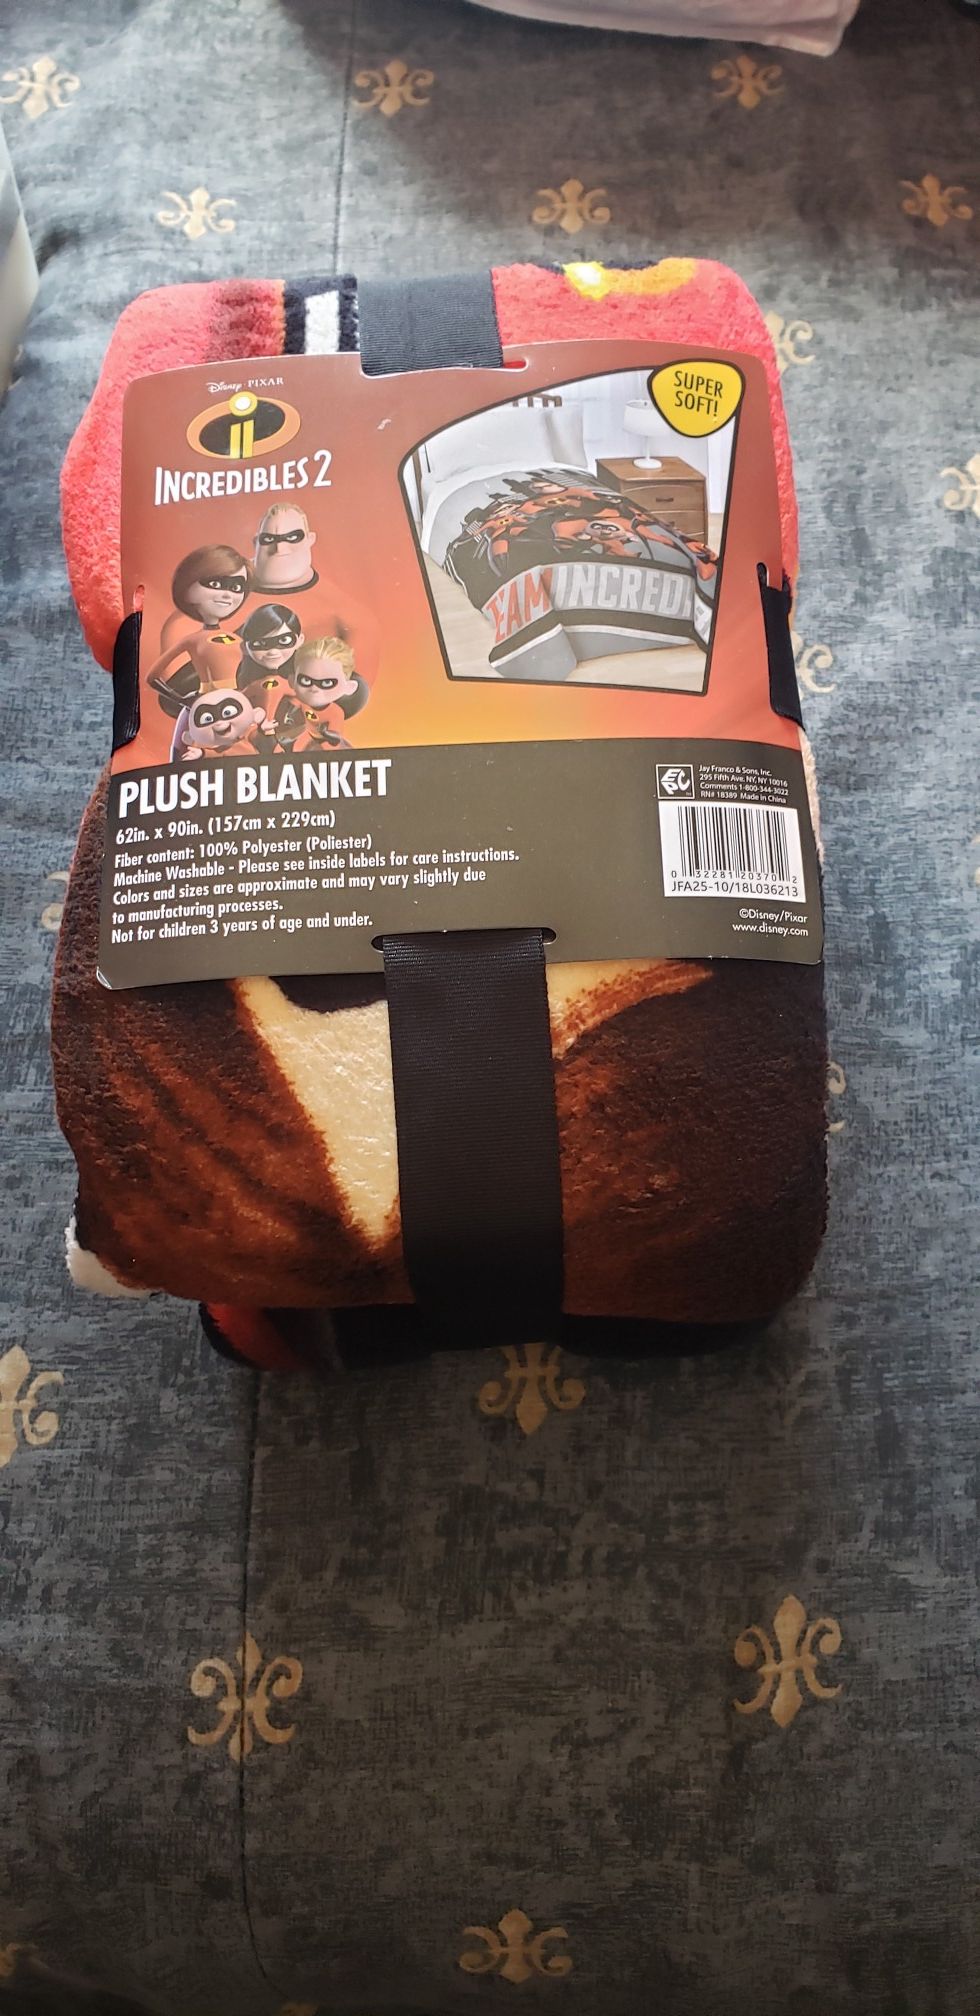 Disney · PIXAR
INCREDIBLES 2
SUPER
SOFT!
EAM INCREDI
PLUSH BLANKET
62in. x 90in. (157cm x 229cm)
Fiber content: 100% Polyester (Poliester)
Machine Washable - Please see inside labels for care instructions.
Colors and sizes are approximate and may vary slightly due
to manufacturing processes.
Not for children 3 years of age and under.
Jay Franco & Sons, Inc.
295 Fifth Ave. NY, NY 10016
Comments 1-800-344-3022
RN# 18389 Made in China
0 32281 20370 2
JFA25-10/18L036213
©Disney/Pixar
www.disney.com